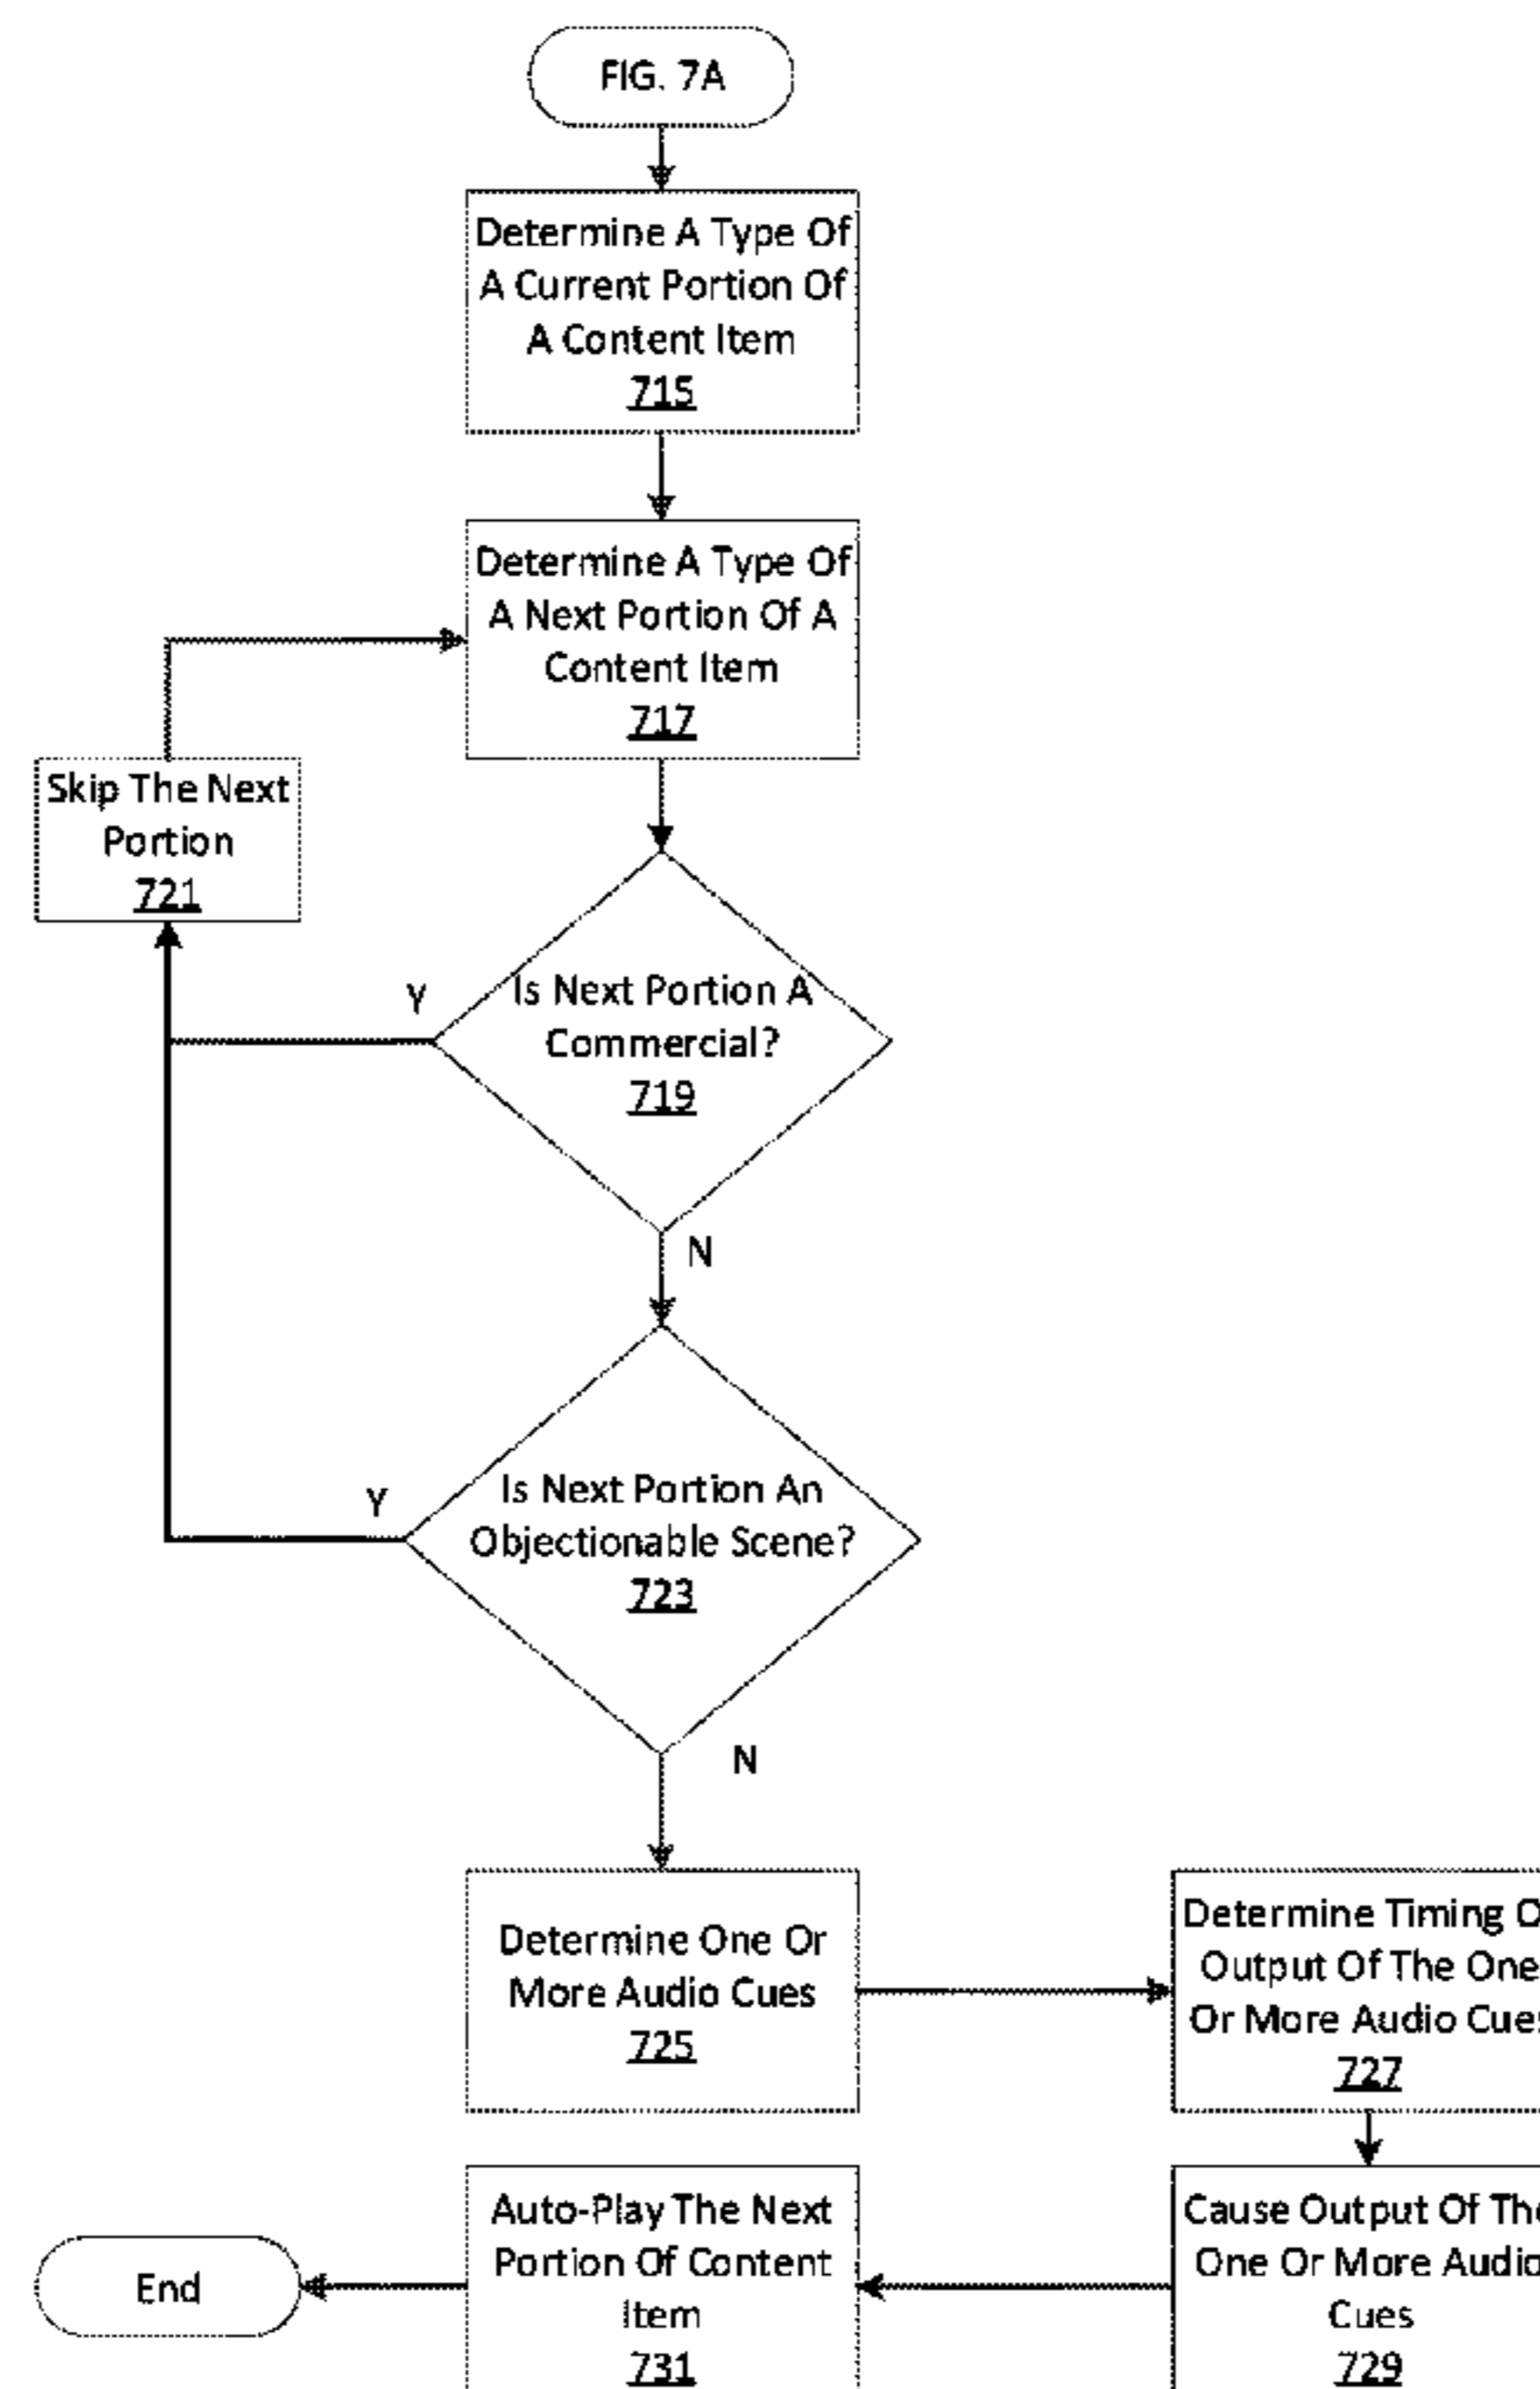 FIG. 7A
Determine A Type Of
A Current Portion Of
A Content Item
715
Determine A Type Of
A Next Portion Of A
Content Item
717
Skip The Next
Portion
721
Y
Is Next Portion A
Commercial?
719
N
Y
Is Next Portion An
Objectionable Scene?
723
N
Determine One Or
More Audio Cues
725
Determine Timing
Output Of The One
Or More Audio
727
Cause Output Of
One Or More Audio
Cues
729
Auto-Play The Next
Portion Of Content
Item
731
End